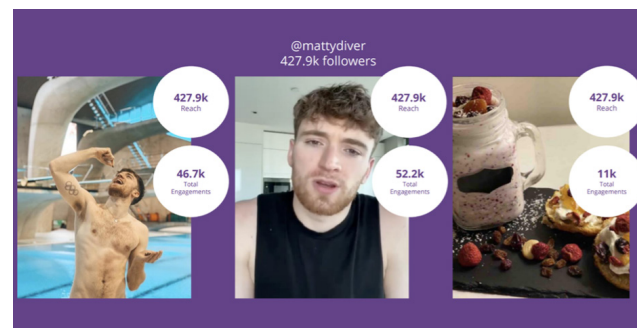 @mattydiver
427.9k followers
427.9k
Reach
46.7k
Total
Engagements
427.9k
Reach
52.2k
Total
Engagements
427.9k
Reach
11k
Total
Engagements